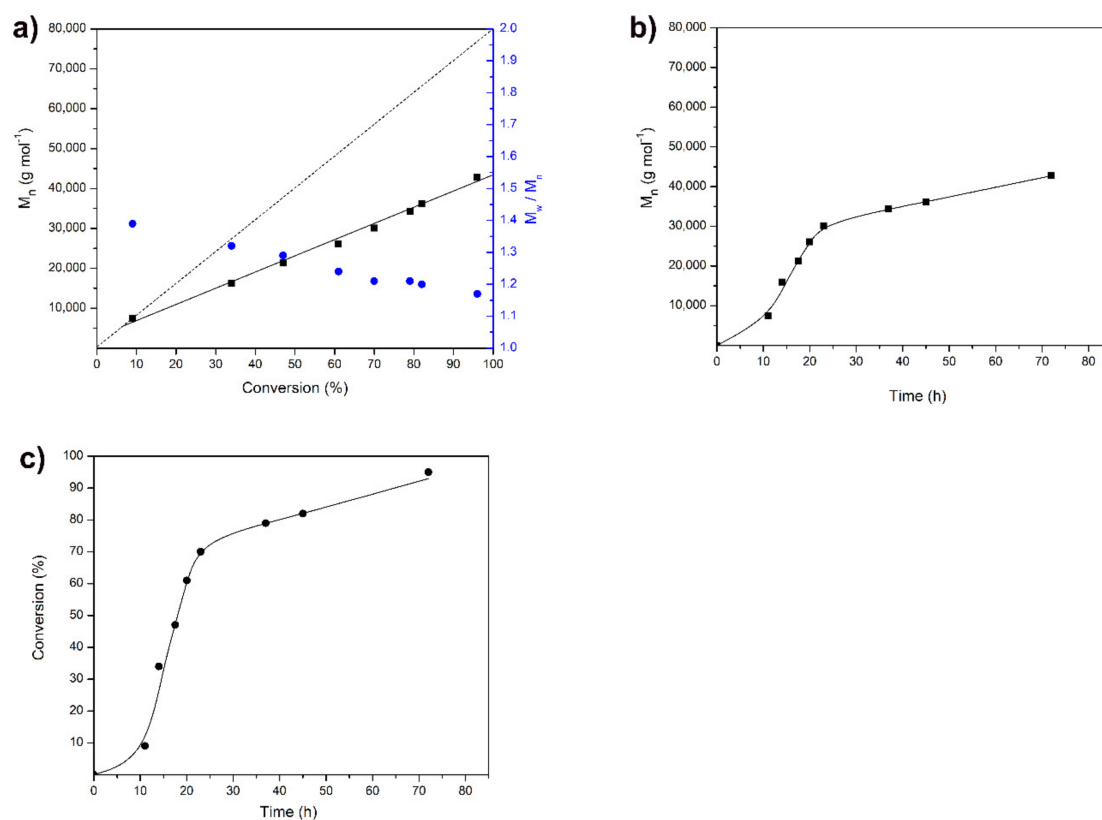 a)
80,000
70,000
60,000
50,000
40,000
30,000
20,000
10,000
Mn (g mol-1)
0 10 20 30 40 50 60 70 80 90 100
Conversion (%)
2.0
1.9
1.8
1.7
1.6
1.5
1.4
1.3
1.2
1.1
1.0
Mw / Mn
b)
80,000
70,000
60,000
50,000
40,000
30,000
20,000
10,000
Mn (g mol-1)
0 10 20 30 40 50 60 70 80
Time (h)
c)
100
90
80
70
60
50
40
30
20
10
Conversion (%)
0 10 20 30 40 50 60 70 80
Time (h)